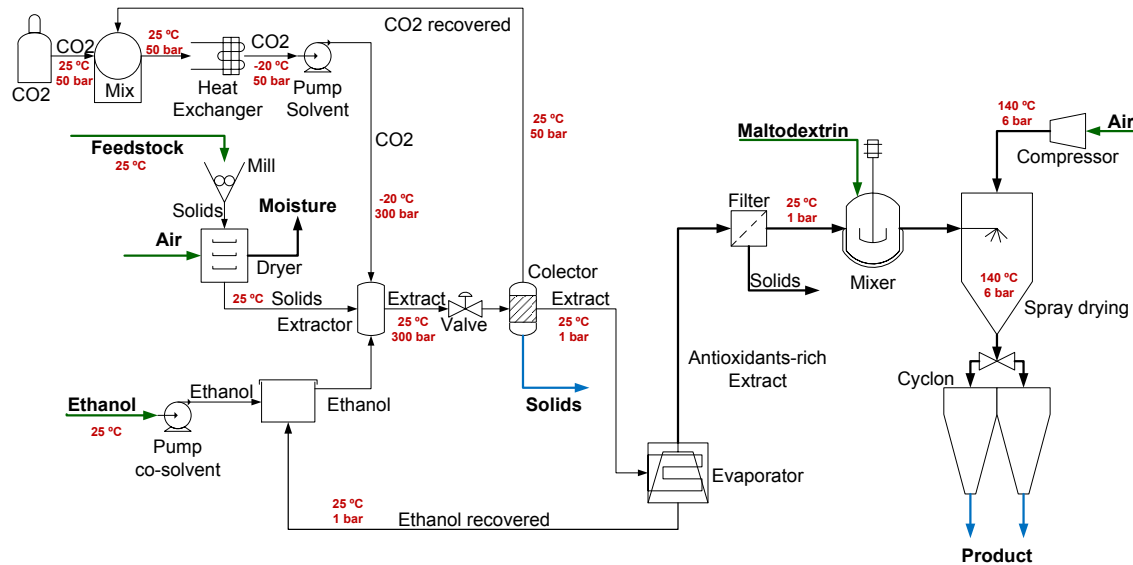 CO2 recovered
CO2
25 ºC
50 bar
CO2
Mix
25 ºC
50 bar
Heat
Exchanger
CO2
-20 ºC
50 bar
Pump
Solvent
CO2
25 ºC
50 bar
Feedstock
25 ºC
Mill
Solids
Moisture
Air
Dryer
-20 ºC
300 bar
25 ºC
Solids
Extractor
Extract
25 ºC
300 bar
Valve
Colector
Extract
25 ºC
1 bar
Solids
Ethanol
25 ºC
Pump
co-solvent
Ethanol
Ethanol
25 ºC
1 bar
Ethanol recovered
Evaporator
Antioxidants-rich
Extract
Filter
Solids
25 ºC
1 bar
Maltodextrin
Mixer
140 ºC
6 bar
Air
Compressor
140 ºC
6 bar
Spray drying
Cyclon
Product